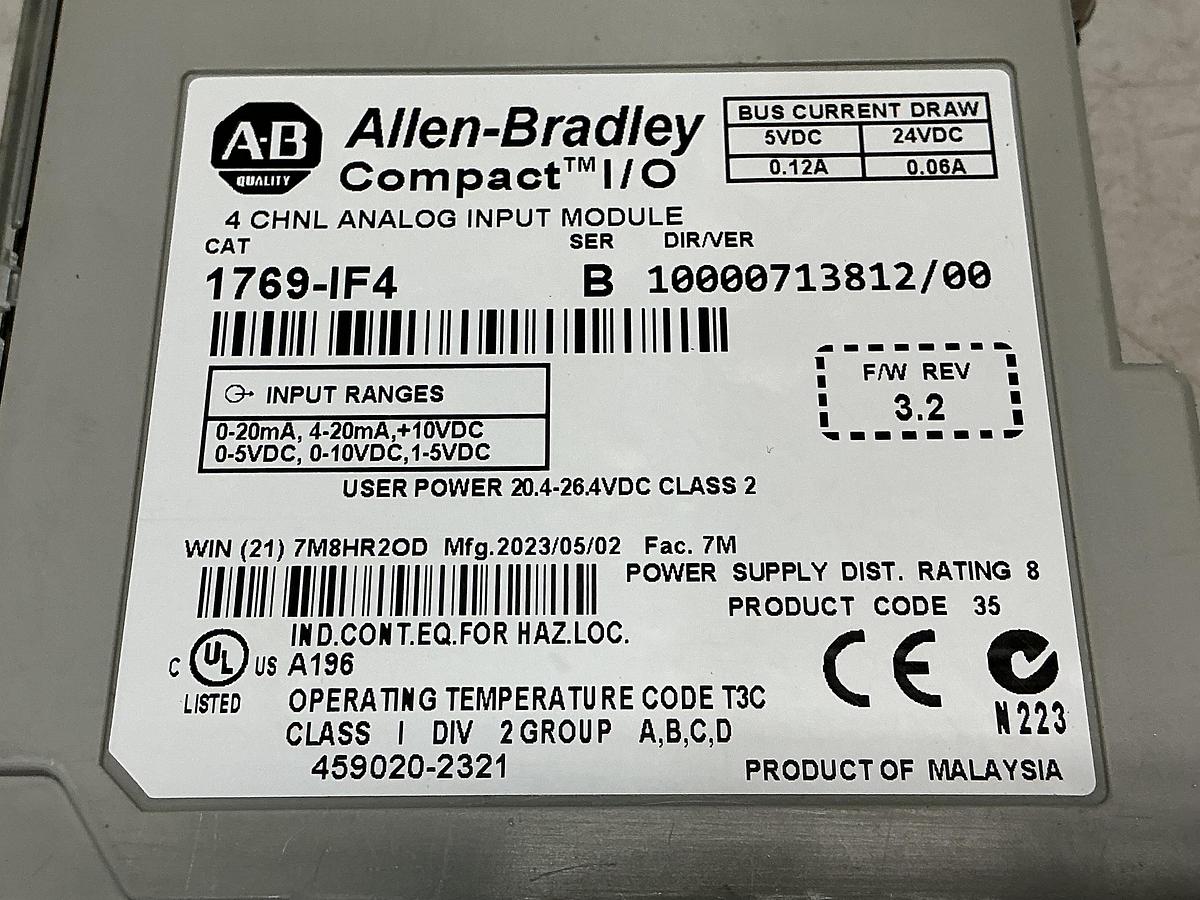 A-B
QUALITY
Allen-Bradley
Compact™ I/O
BUS CURRENT DRAW
5VDC 24VDC
0.12A 0.06A
4 CHNL ANALOG INPUT MODULE
CAT SER DIR/VER
1769-IF4 B 10000713812/00
INPUT RANGES
0-20mA, 4-20mA,+10VDC
0-5VDC, 0-10VDC,1-5VDC
F/W REV
3.2
USER POWER 20.4-26.4VDC CLASS 2
WIN (21) 7M8HR2OD Mfg.2023/05/02 Fac. 7M
POWER SUPPLY DIST. RATING 8
PRODUCT CODE 35
IND.CONT.EQ.FOR HAZ.LOC.
C UL US A196
LISTED
CE
N223
OPERATING TEMPERATURE CODE T3C
CLASS I DIV 2 GROUP A,B,C,D
459020-2321
PRODUCT OF MALAYSIA